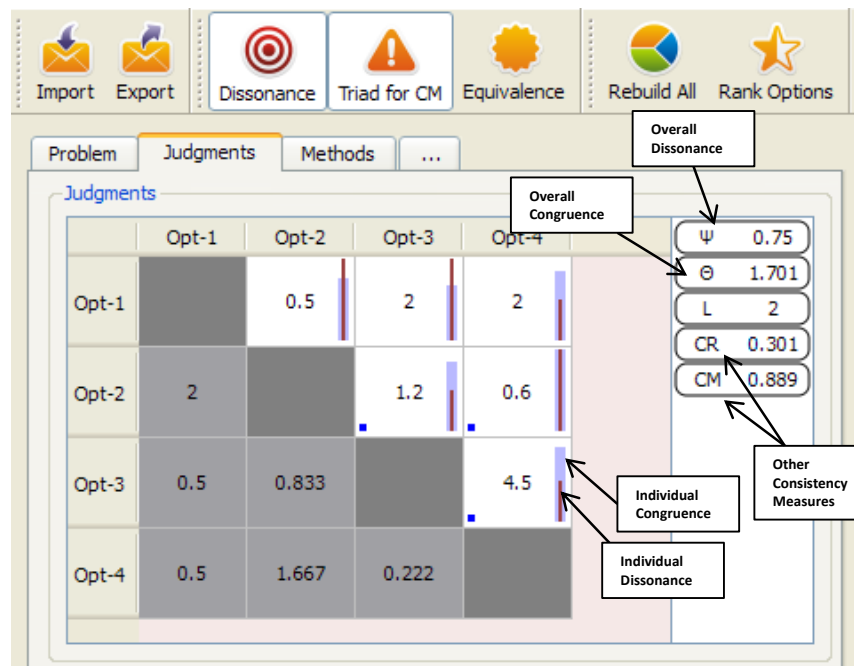 Import Export Dissonance Triad for CM Equivalence Rebuild All Rank Options
Overall
Dissonance
Problem Judgments Methods ...
Judgments
Overall
Congruence
Opt-1 Opt-2 Opt-3 Opt-4
Ψ 0.75
Θ 1.701
L 2
CR 0.301
CM 0.889
Opt-1 0.5 2 2
Opt-2 2 1.2 0.6
Opt-3 0.5 0.833 4.5
Opt-4 0.5 1.667 0.222
Other
Consistency
Measures
Individual
Congruence
Individual
Dissonance